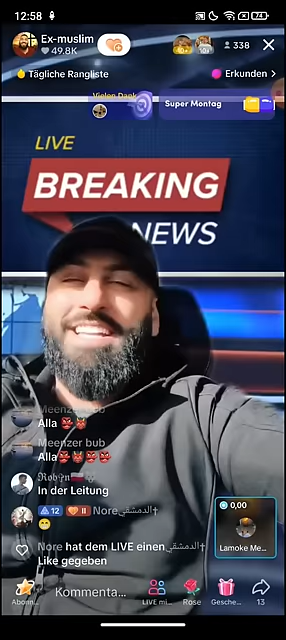 12:58
74
Ex-muslim
49.8K
338
Tägliche Rangliste
Erkunden >
Vielen Dank
Super Montag
LIVE
BREAKING
NEWS
Meenzer bub
Alla
Meenzer bub
Alla
In der Leitung
12 II Noreالدمشقي
Nore hat dem LIVE einen الدمشقي
Like gegeben
0,00
Lamoke Me...
Abonn...
Kommenta...
LIVE mi...
Rose
Gesche...
13